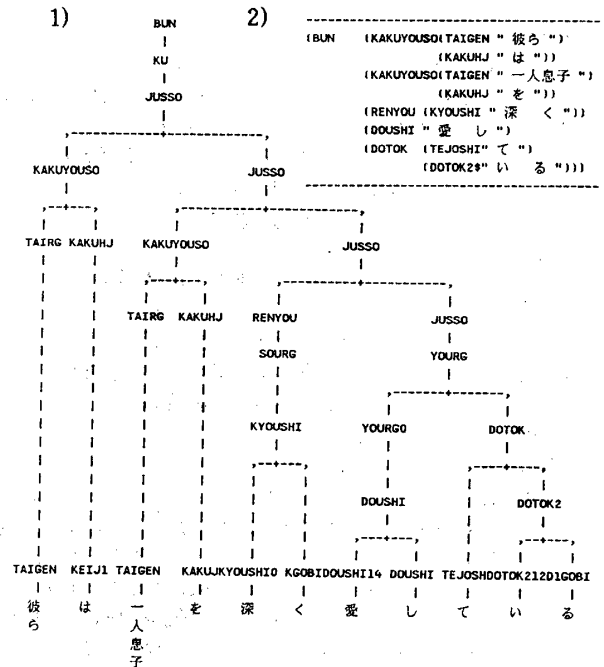 1)
BUN
KU
JUSSO
KAKUYOUSO JUSSO
TAIRG KAKUHJ KAKUYOUSO JUSSO
TAIRG KAKUHJ RENYOU JUSSO
SOURG YOURG
KYOUSHI YOURGO DOTOK
DOUSHI DOTOK2
TAIGEN KEIJ1 TAIGEN KAKUJKYOUSHI0 KGOBIDOUSHI14 DOUSHI TEJOSHDOTOK212D1GOBI
彼ら は 一人息子 を 深 く 愛 し て い る
2)
(BUN (KAKUYOUSO(TAIGEN " 彼ら ")
(KAKUHJ " は "))
(KAKUYOUSO(TAIGEN " 一人息子 ")
(KAKUHJ " を "))
(RENYOU (KYOUSHI " 深 く "))
(DOUSHI " 愛 し ")
(DOTOK (TEJOSHI" て ")
(DOTOK2$" い る ")))